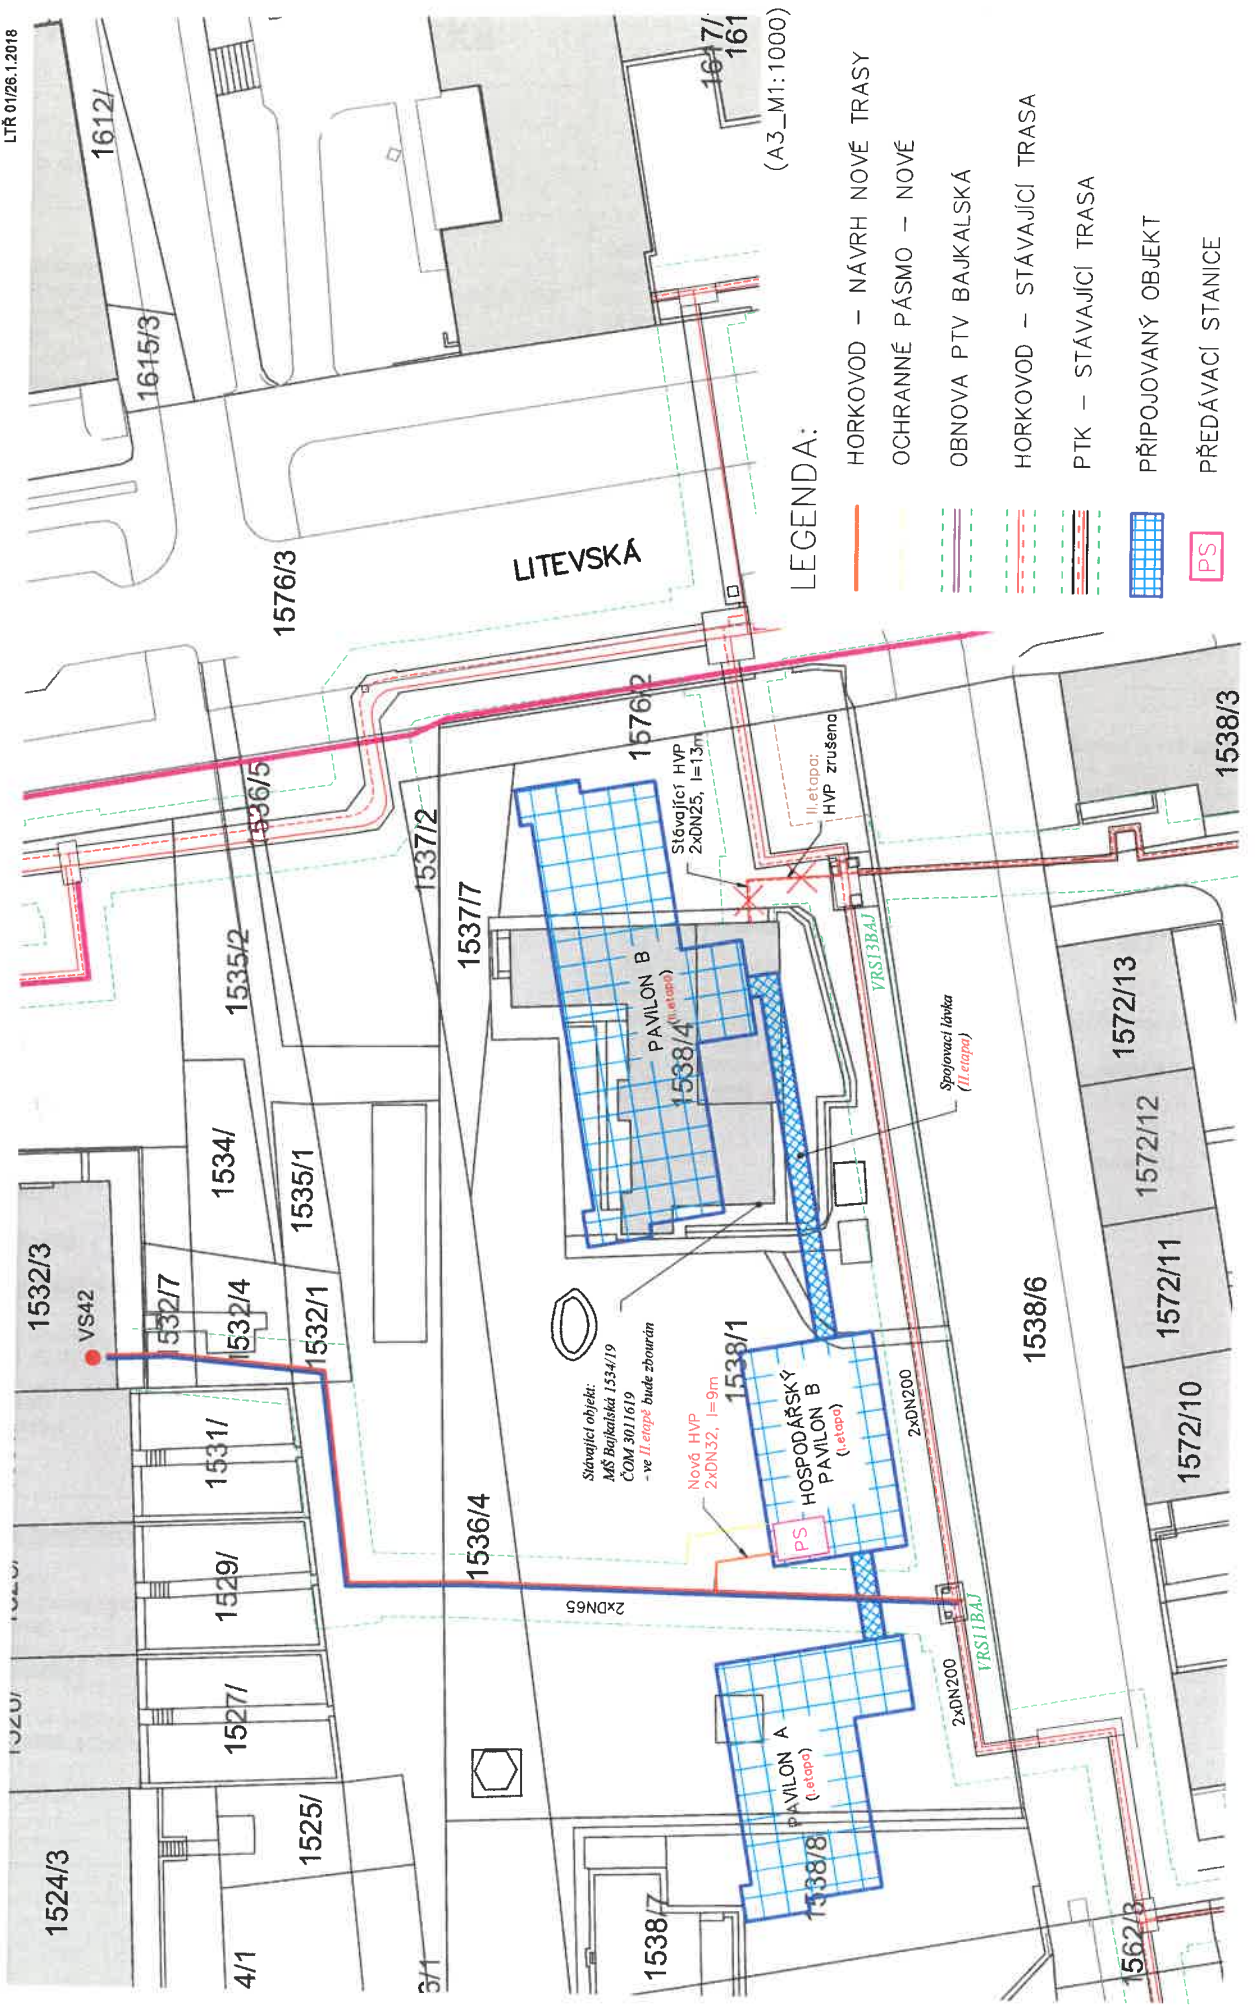 LTŘ 01/26.1.2018
1612/
1615/3
1617/
161
(A3_M1:1000)
1576/3
LITEVSKÁ
LEGENDA:
HORKOVOD – NÁVRH NOVÉ TRASY
OCHRANNÉ PÁSMO – NOVÉ
OBNOVA PTV BAJKALSKÁ
HORKOVOD – STÁVAJÍCÍ TRASA
PTK – STÁVAJÍCÍ TRASA
PŘIPOJOVANÝ OBJEKT
PS
PŘEDÁVACÍ STANICE
1536/5
1576/2
1537/2
1537/7
1535/2
1534/
1535/1
1532/3
VS42
1532/7
1532/4
1532/1
1531/
1529/
1527/
1525/
1524/3
4/1
3/1
1536/4
2xDN65
Stávající HVP
2xDN25, l=13m
II.etapa:
HVP zrušena
PAVILON B
(II.etapa)
1538/4
VRS13BAJ
Spojovací lávka
(II.etapa)
Stávající objekt:
MŠ Bajkalská 1534/19
ČOM 3011619
- ve II.etapě bude zbourán
1538/1
Nová HVP
2xDN32, l=9m
HOSPODÁŘSKÝ
PAVILON B
(I.etapa)
PS
2xDN200
VRS11BAJ
2xDN200
PAVILON A
(I.etapa)
1538/8
1538/7
1562/3
1538/6
1538/3
1572/13
1572/12
1572/11
1572/10